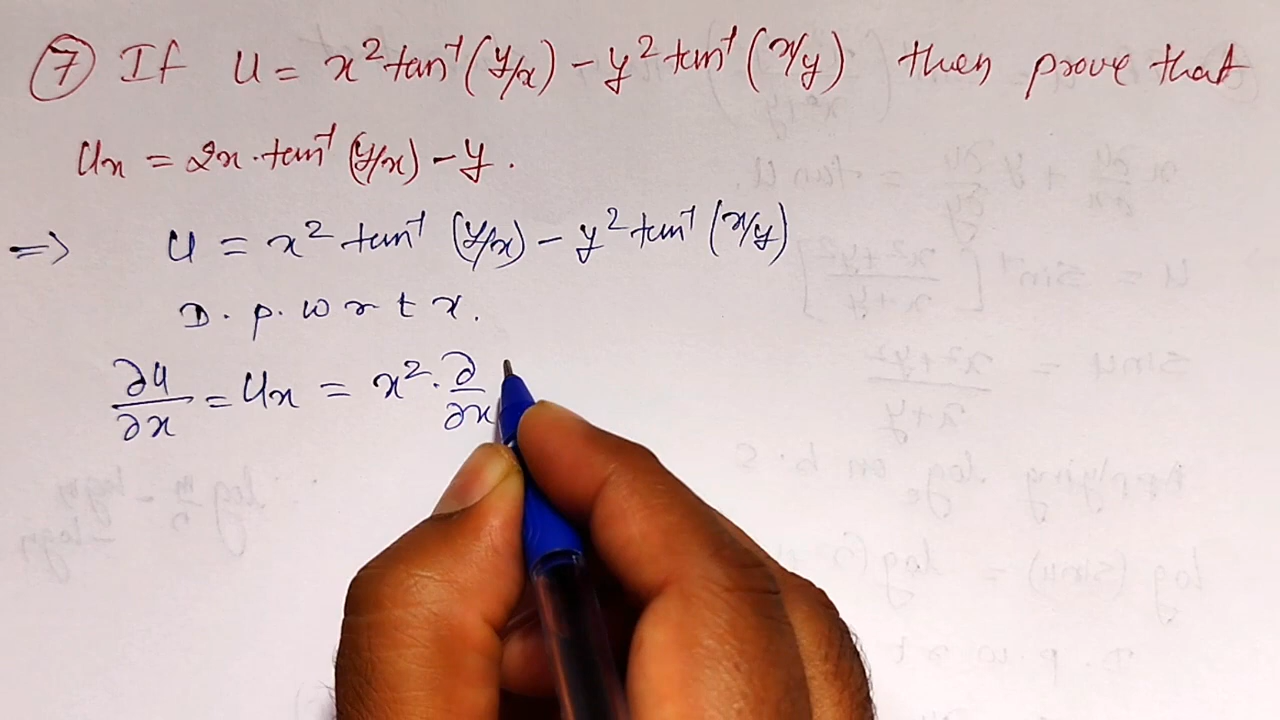 ⑦ If u = x² tan⁻¹(y/x) - y² tan⁻¹(x/y) then prove that
ux = 2x · tan⁻¹(y/x) - y.
=> u = x² tan⁻¹(y/x) - y² tan⁻¹(x/y)
D. p. w r t x.
∂u/∂x = ux = x² · ∂/∂x